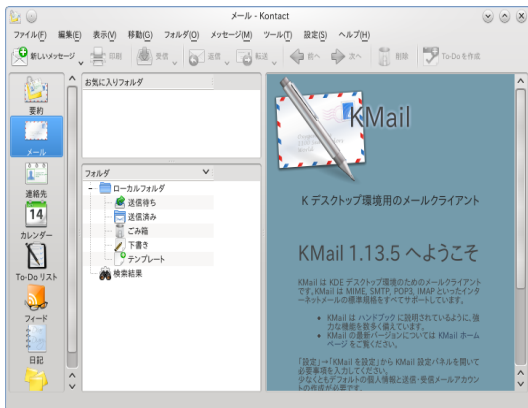 メール - Kontact
ファイル(F) 編集(E) 表示(V) 移動(G) フォルダ(O) メッセージ(M) ツール(T) 設定(S) ヘルプ(H)
新しいメッセージ 印刷 受信 返信 転送 前へ 次へ 削除 To-Do を作成
要約
メール
連絡先
14
カレンダー
To-Do リスト
フィード
日記
お気に入りフォルダ
フォルダ
ローカルフォルダ
送信待ち
送信済み
ごみ箱
下書き
テンプレート
検索結果
KMail
K デスクトップ環境用のメールクライアント
KMail 1.13.5 へようこそ
KMail は KDE デスクトップ環境のためのメールクライアント
です。KMail は MIME, SMTP, POP3, IMAP といったインタ
ーネットメールの標準規格をすべてサポートしています。
• KMail は ハンドブック に説明されているように、強
力な機能を数多く備えています。
• KMail の最新バージョンについては KMail ホーム
ページ をご覧ください。
「設定」→「KMail を設定」から KMail 設定パネルを開いて
必要事項を入力してください。
少なくともデフォルトの個人情報と送信・受信メールアカウン
トの作成が必要です。